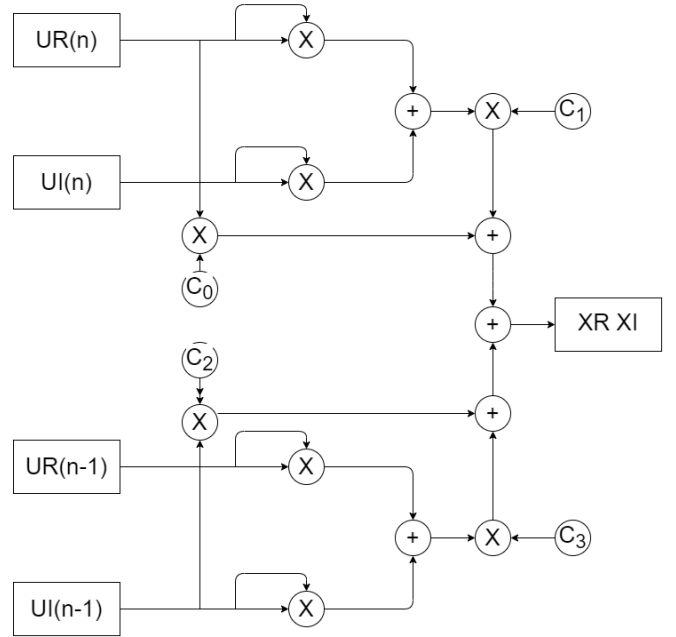 UR(n)
X
+
X
C₁
UI(n)
X
X
+
C₀
+
XR XI
C₂
X
+
UR(n-1)
X
+
X
C₃
UI(n-1)
X